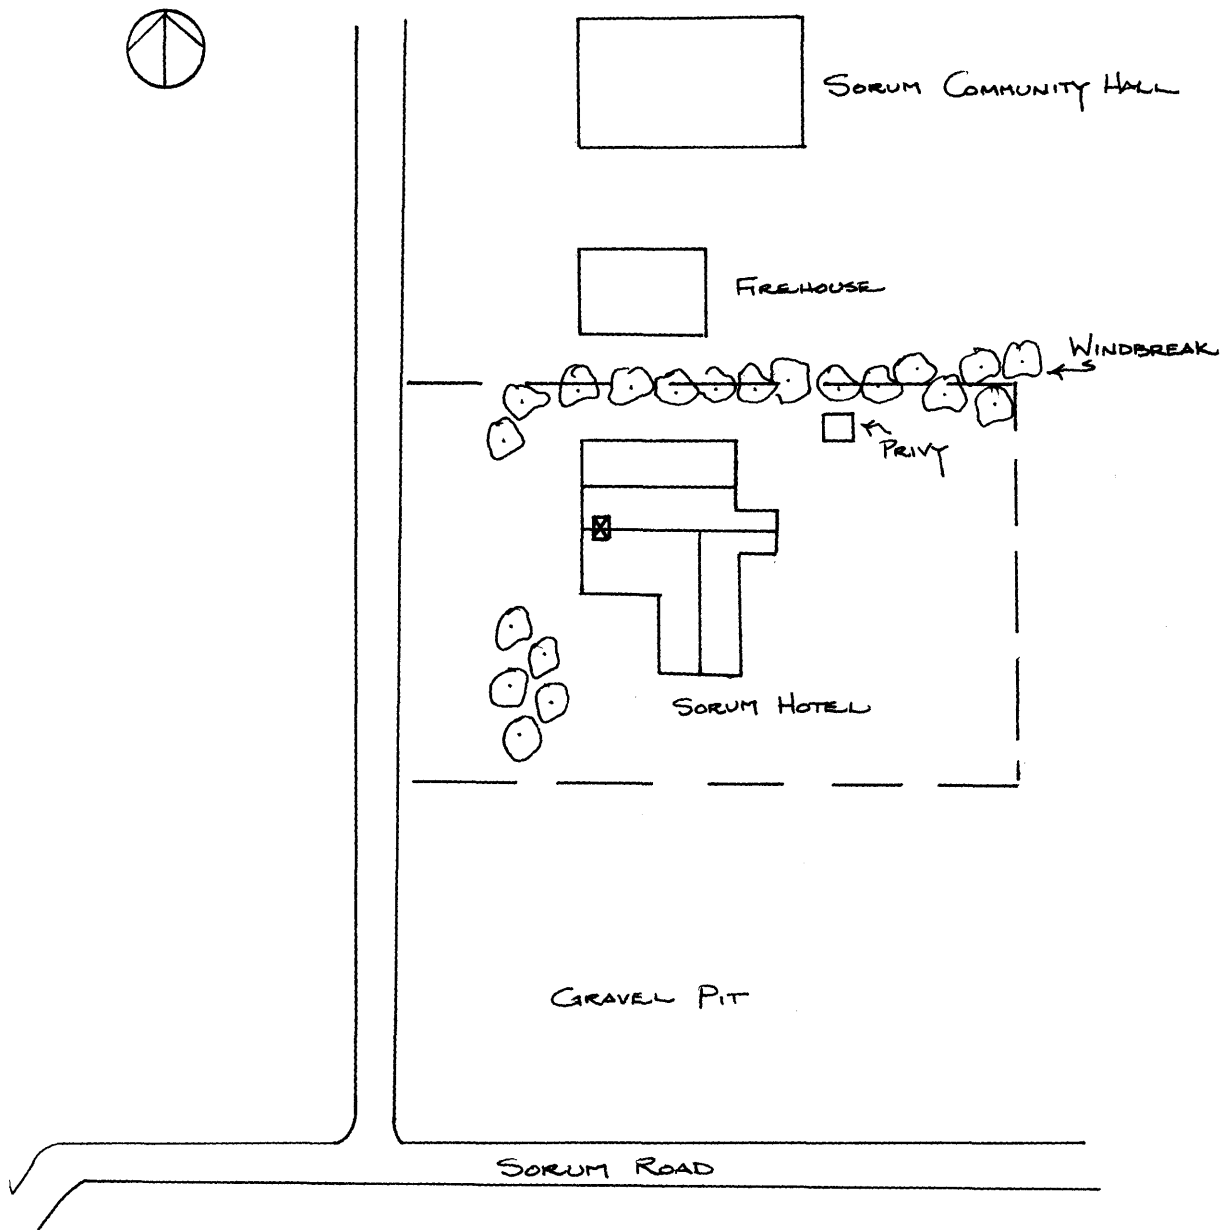 SORUM COMMUNITY HALL
FIREHOUSE
WINDBREAK
PRIVY
SORUM HOTEL
GRAVEL PIT
SORUM ROAD